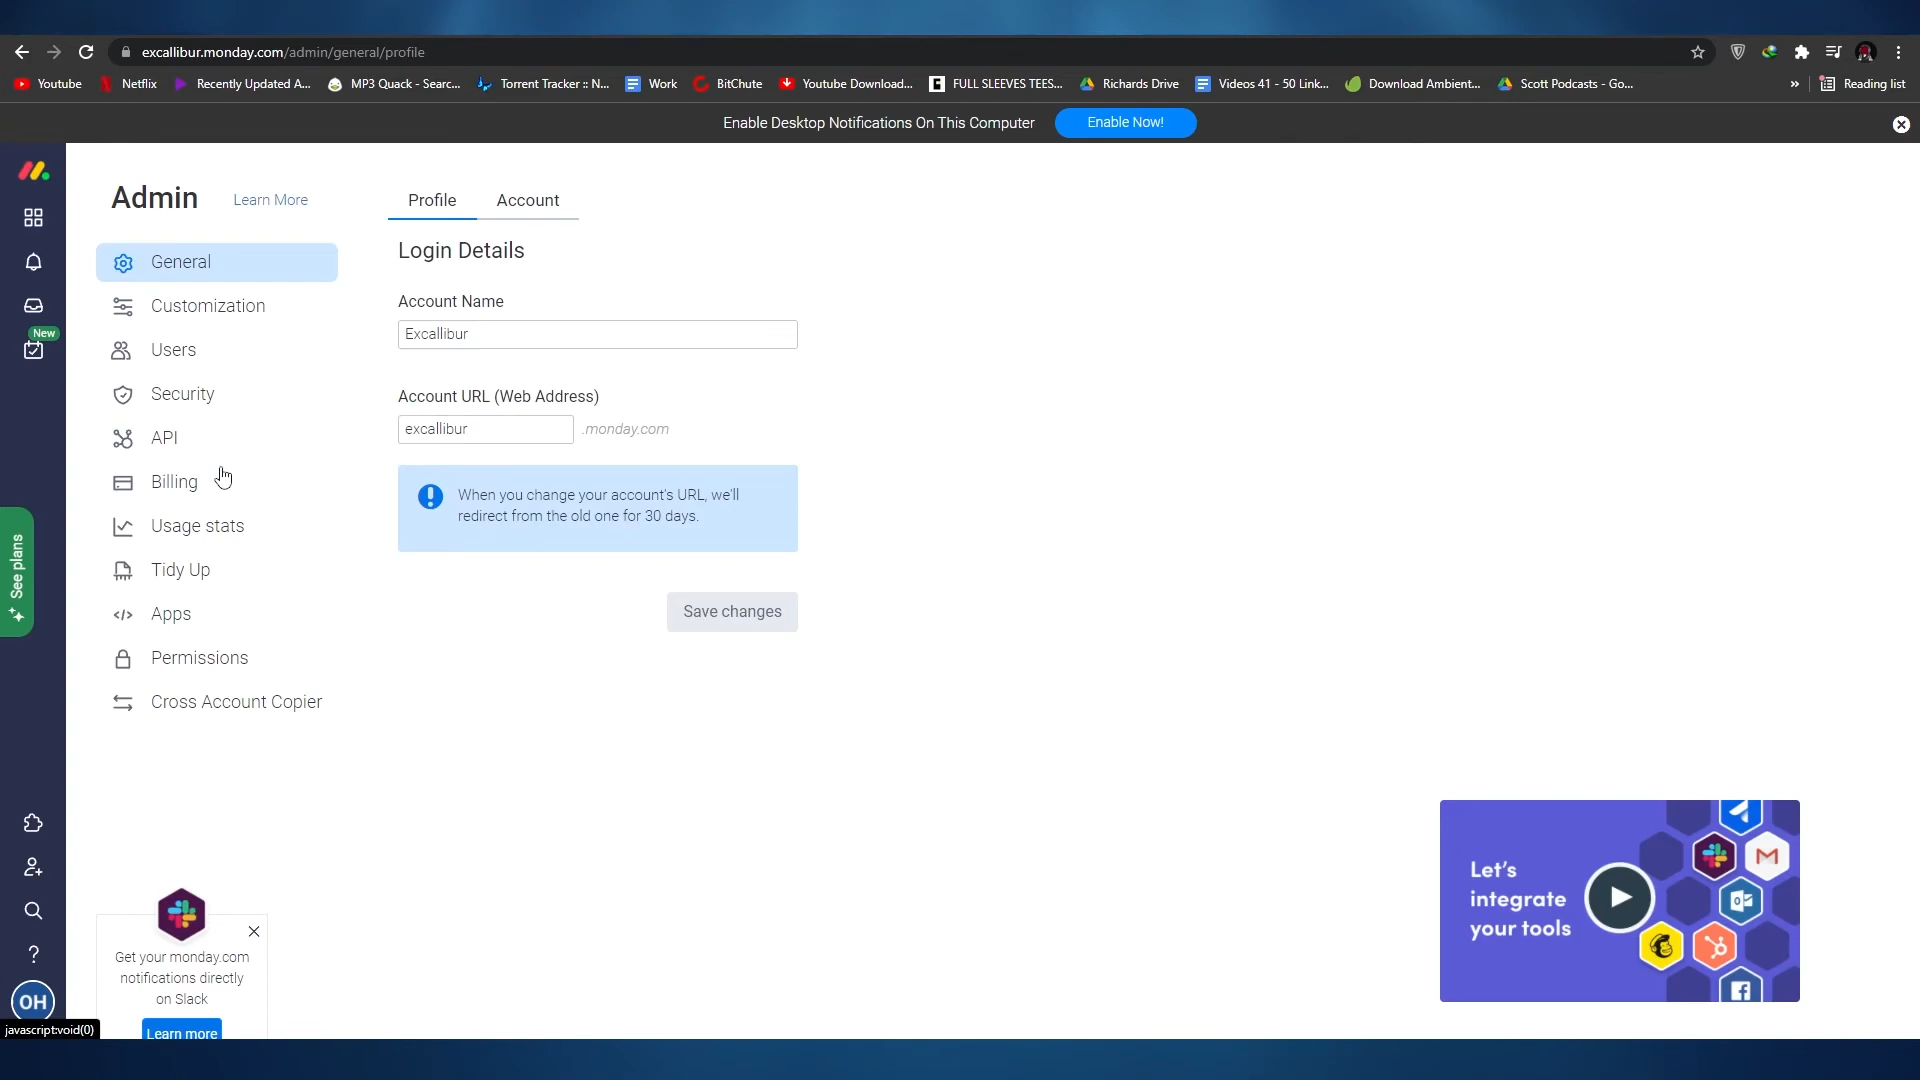 excallibur.monday.com/admin/general/profile
Youtube
Netflix
Recently Updated A...
MP3 Quack - Searc...
Torrent Tracker :: N...
Work
BitChute
Youtube Download...
FULL SLEEVES TEES...
Richards Drive
Videos 41 - 50 Link...
Download Ambient...
Scott Podcasts - Go...
»
Reading list
Enable Desktop Notifications On This Computer
Enable Now!
Admin
Learn More
Profile
Account
General
Customization
Users
Security
API
Billing
Usage stats
Tidy Up
Apps
Permissions
Cross Account Copier
New
See plans
Login Details
Account Name
Excallibur
Account URL (Web Address)
excallibur
.monday.com
When you change your account's URL, we'll
redirect from the old one for 30 days.
Save changes
Let's
integrate
your tools
Get your monday.com
notifications directly
on Slack
Learn more
?
OH
javascript:void(0)